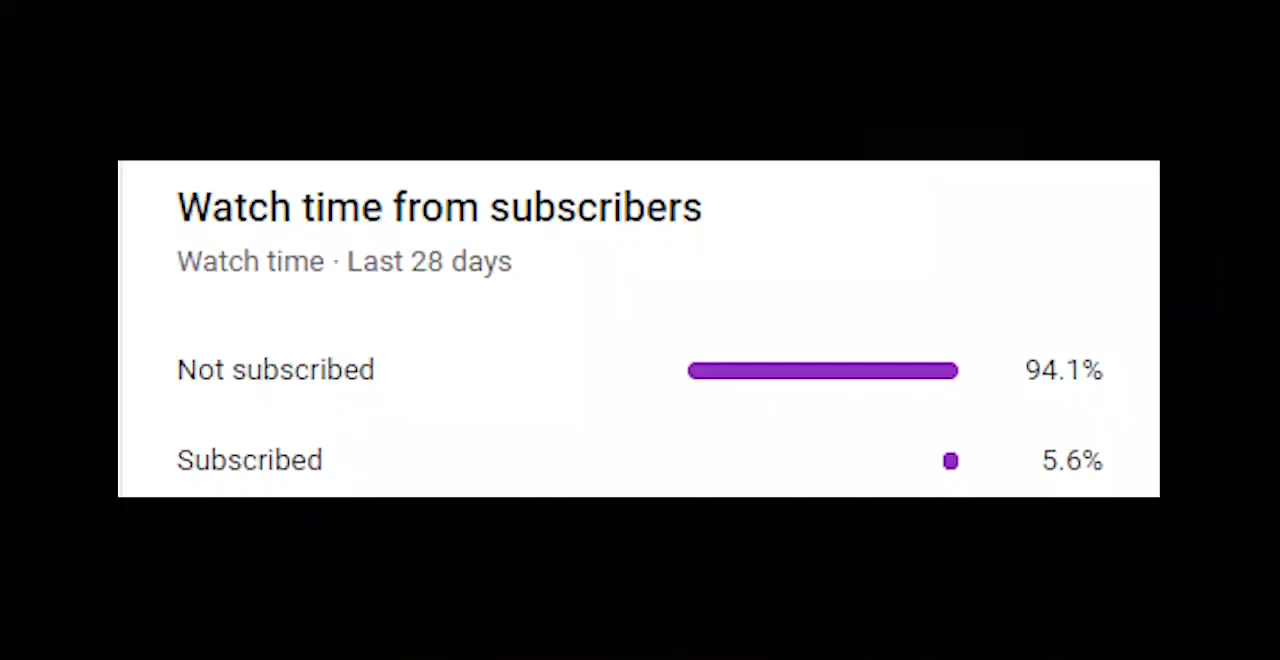 Watch time from subscribers
Watch time · Last 28 days
Not subscribed 94.1%
Subscribed 5.6%